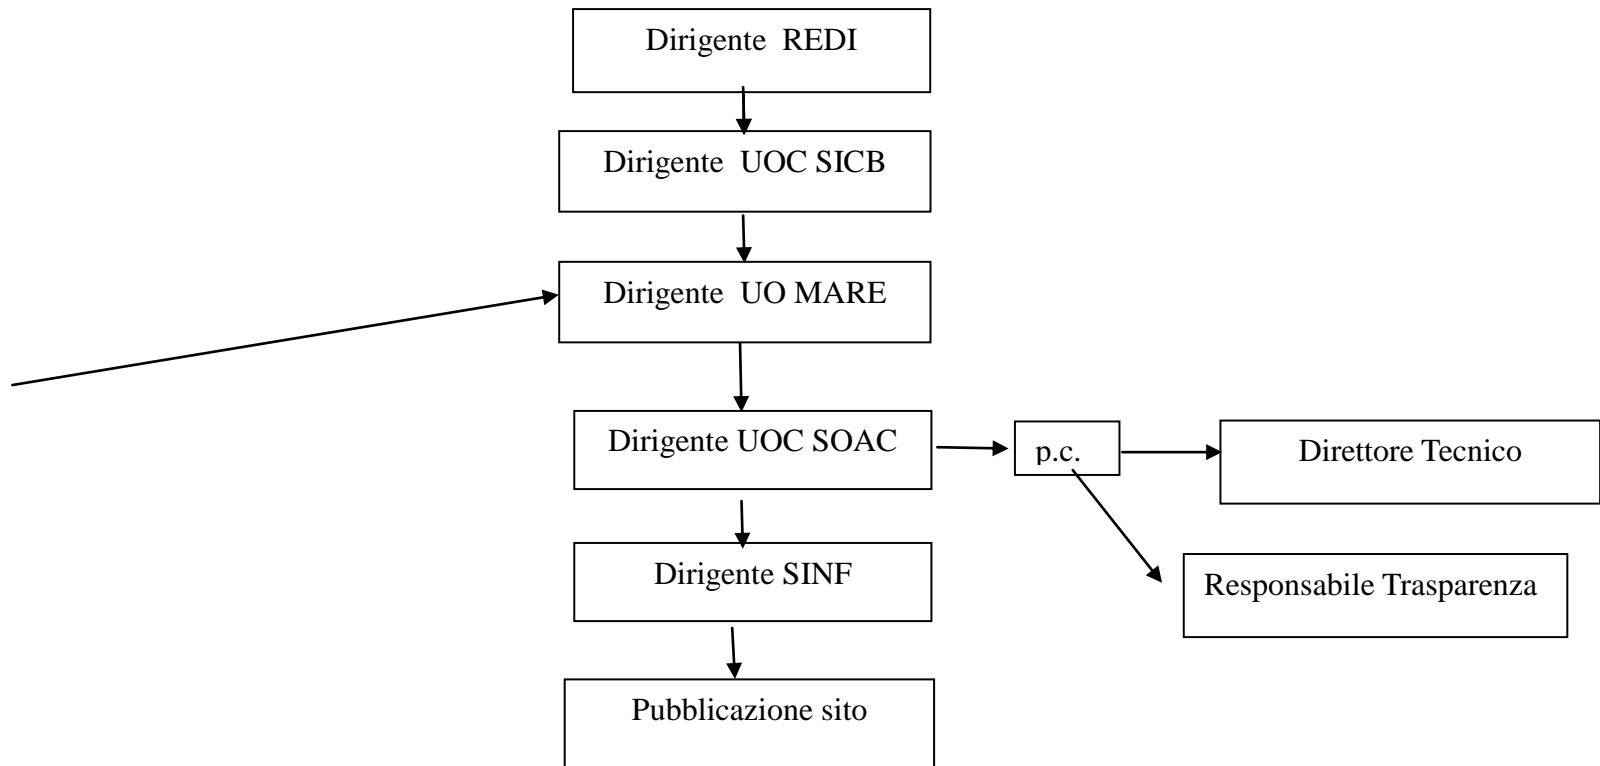 Dirigente  REDI
Dirigente  UOC SICB
Dirigente  UO MARE
Dirigente UOC SOAC
p.c.
Direttore Tecnico
Dirigente SINF
Responsabile Trasparenza
Pubblicazione sito